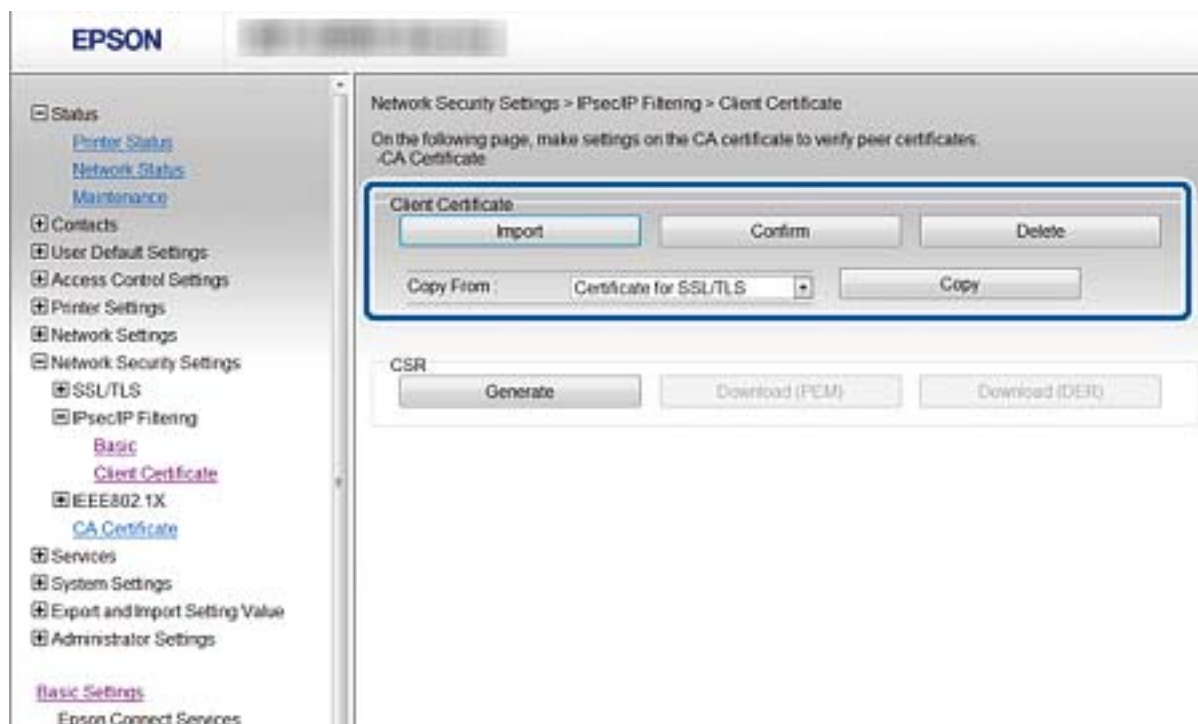 EPSON
Status
Printer Status
Network Status
Maintenance
Contacts
User Default Settings
Access Control Settings
Printer Settings
Network Settings
Network Security Settings
SSL/TLS
IPsec/IP Filtering
Basic
Client Certificate
IEEE802.1X
CA Certificate
Services
System Settings
Export and Import Setting Value
Administrator Settings
Basic Settings
Epson Connect Services
Network Security Settings > IPsec/IP Filtering > Client Certificate
On the following page, make settings on the CA certificate to verify peer certificates.
-CA Certificate
Client Certificate
Import Confirm Delete
Copy From : Certificate for SSL/TLS Copy
CSR
Generate Download (PEM) Download (DER)